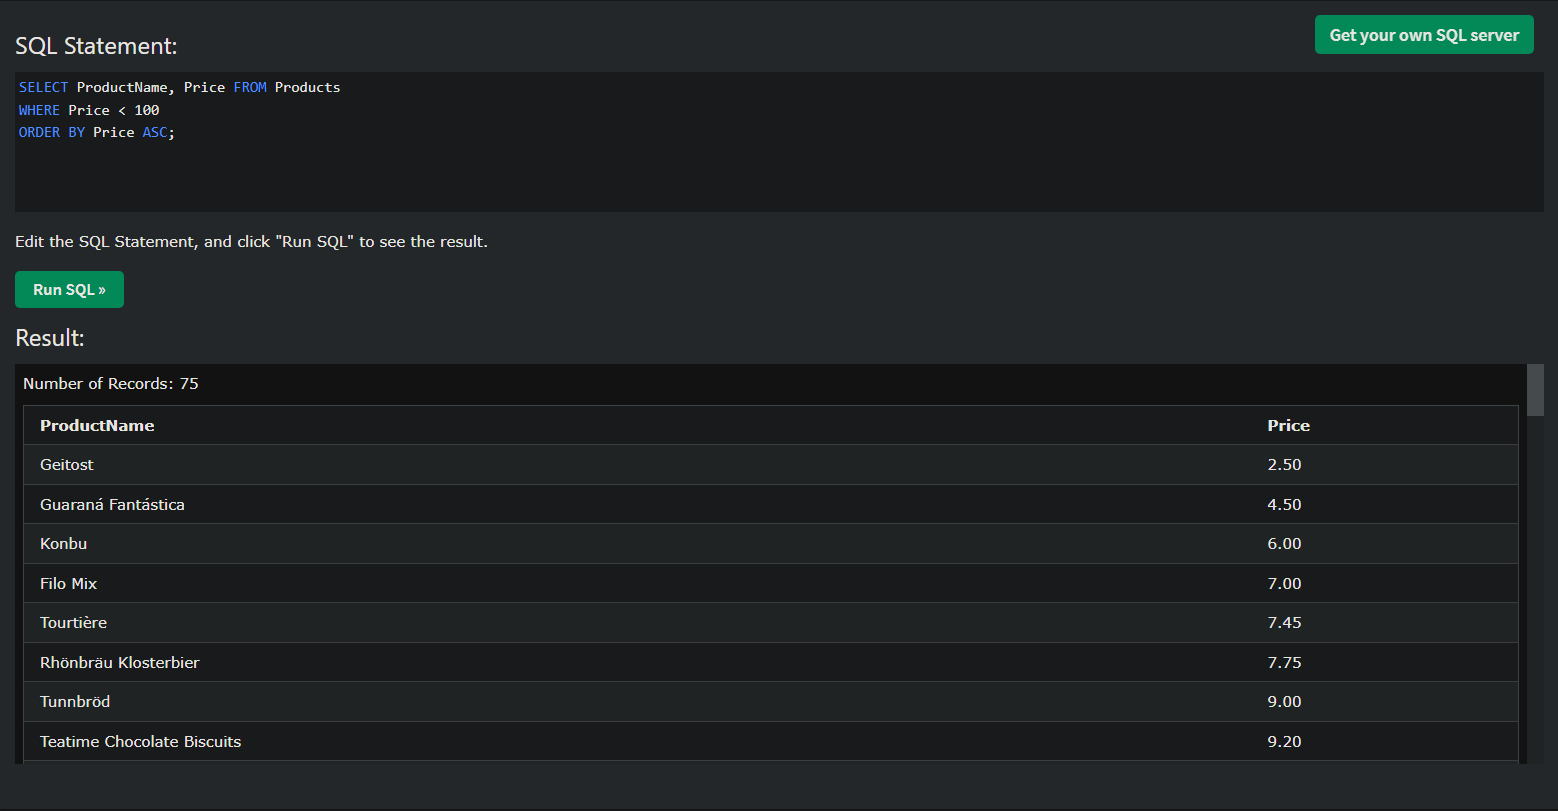 SQL Statement:
Get your own SQL server
SELECT ProductName, Price FROM Products
WHERE Price < 100
ORDER BY Price ASC;
Edit the SQL Statement, and click "Run SQL" to see the result.
Run SQL »
Result:
Number of Records: 75
ProductName Price
Geitost 2.50
Guaraná Fantástica 4.50
Konbu 6.00
Filo Mix 7.00
Tourtière 7.45
Rhönbräu Klosterbier 7.75
Tunnbröd 9.00
Teatime Chocolate Biscuits 9.20